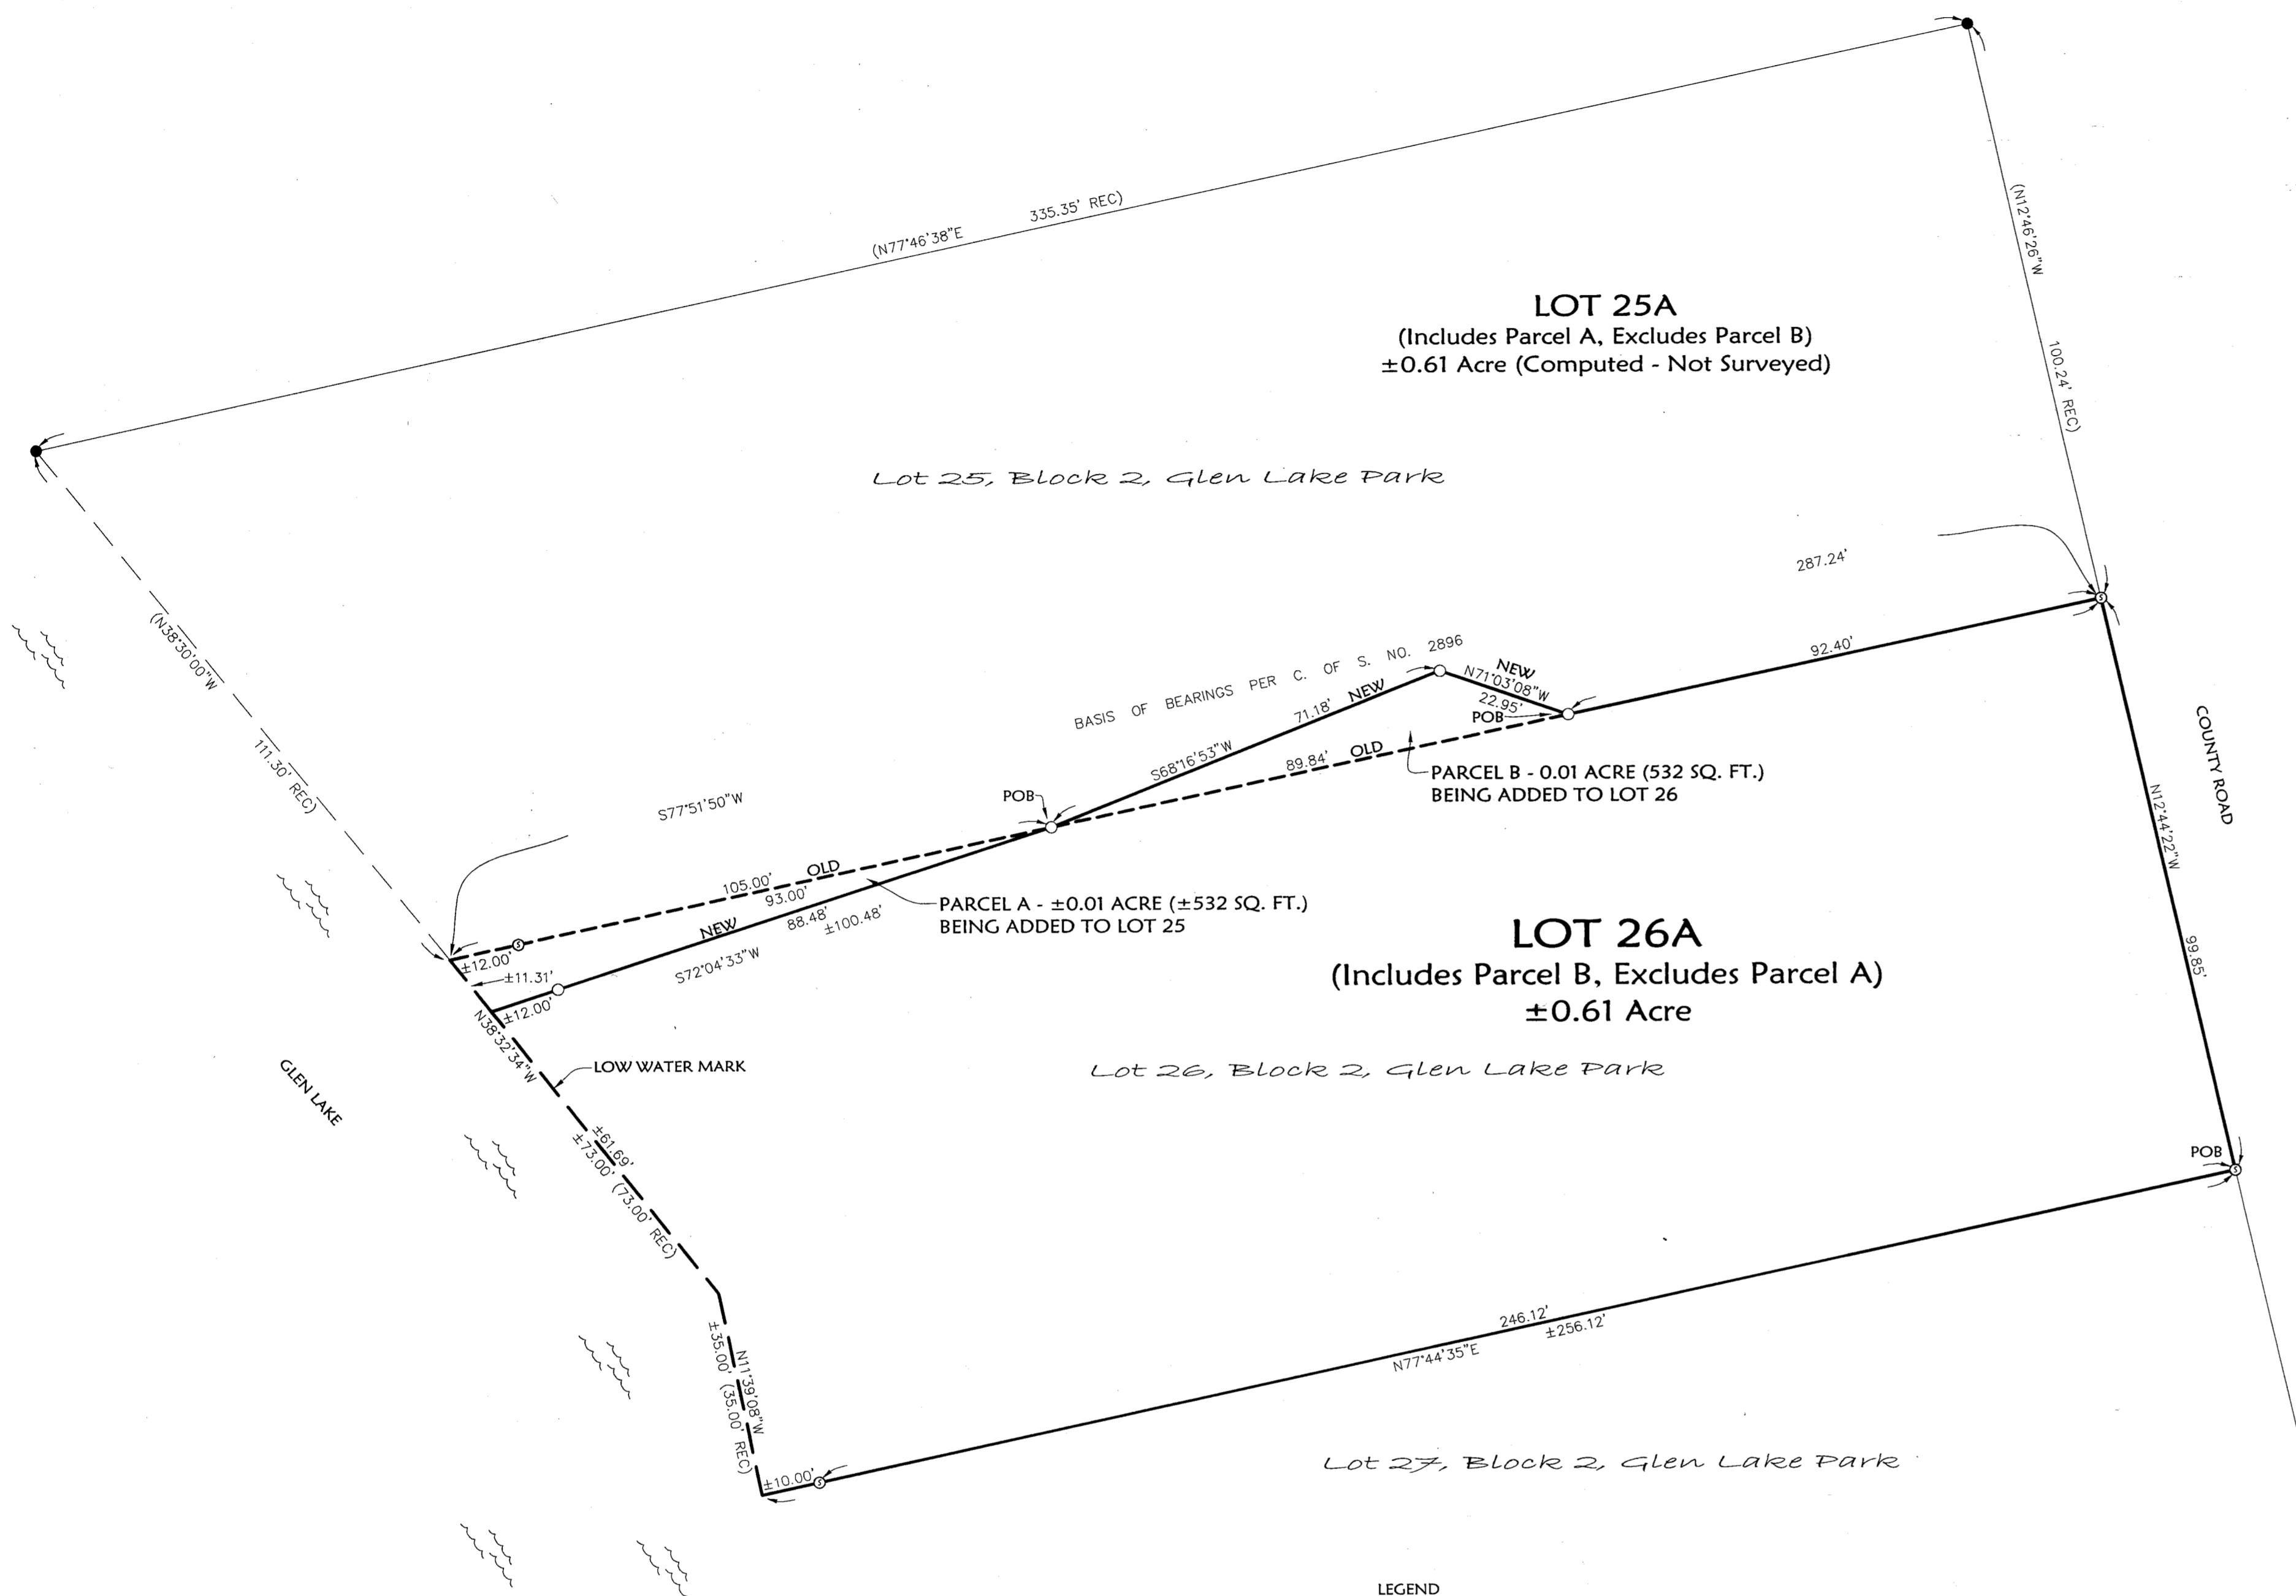 (N77°46'38"E 335.35' REC)
(N12°46'26"W 100.24' REC)
LOT 25A
(Includes Parcel A, Excludes Parcel B)
±0.61 Acre (Computed - Not Surveyed)
Lot 25, Block 2, Glen Lake Park
(N38°30'00"W 111.30' REC)
287.24'
S
92.40'
BASIS OF BEARINGS PER C. OF S. NO. 2896
NEW
N71°03'08"W
22.95'
POB
71.18' NEW
S68°16'53"W
89.84' OLD
PARCEL B - 0.01 ACRE (532 SQ. FT.)
BEING ADDED TO LOT 26
COUNTY ROAD
N12°44'22"W 99.85'
S77°51'50"W
POB
105.00' OLD
93.00'
NEW 88.48'
±100.48'
S72°04'33"W
PARCEL A - ±0.01 ACRE (±532 SQ. FT.)
BEING ADDED TO LOT 25
S
±12.00'
±11.31'
±12.00'
LOT 26A
(Includes Parcel B, Excludes Parcel A)
±0.61 Acre
Lot 26, Block 2, Glen Lake Park
N38°32'34"W
LOW WATER MARK
GLEN LAKE
±61.69'
±73.00' (73.00' REC)
POB
S
N11°39'08"W
±35.00' (35.00' REC)
246.12'
±256.12'
N77°44'35"E
±10.00'
S
Lot 27, Block 2, Glen Lake Park
LEGEND